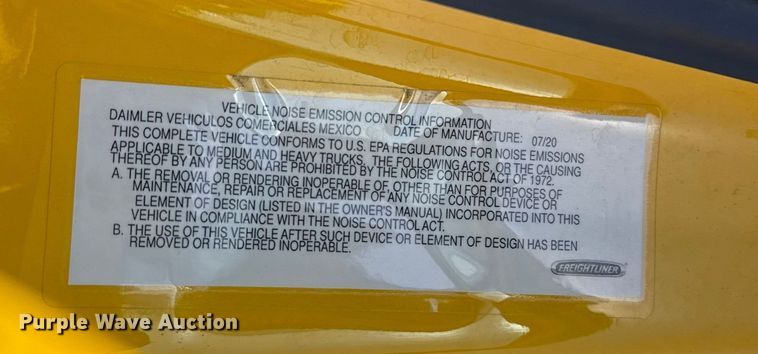 VEHICLE NOISE EMISSION CONTROL INFORMATION
DAIMLER VEHICULOS COMERCIALES MEXICO DATE OF MANUFACTURE: 07/20
THIS COMPLETE VEHICLE CONFORMS TO U.S. EPA REGULATIONS FOR NOISE EMISSIONS
APPLICABLE TO MEDIUM AND HEAVY TRUCKS. THE FOLLOWING ACTS, OR THE CAUSING
THEREOF BY ANY PERSON ARE PROHIBITED BY THE NOISE CONTROL ACT OF 1972.
A. THE REMOVAL OR RENDERING INOPERABLE OF, OTHER THAN FOR PURPOSES OF
MAINTENANCE, REPAIR OR REPLACEMENT OF ANY NOISE CONTROL DEVICE OR
ELEMENT OF DESIGN (LISTED IN THE OWNER'S MANUAL) INCORPORATED INTO THIS
VEHICLE IN COMPLIANCE WITH THE NOISE CONTROL ACT.
B. THE USE OF THIS VEHICLE AFTER SUCH DEVICE OR ELEMENT OF DESIGN HAS BEEN
REMOVED OR RENDERED INOPERABLE.
FREIGHTLINER
Purple Wave Auction